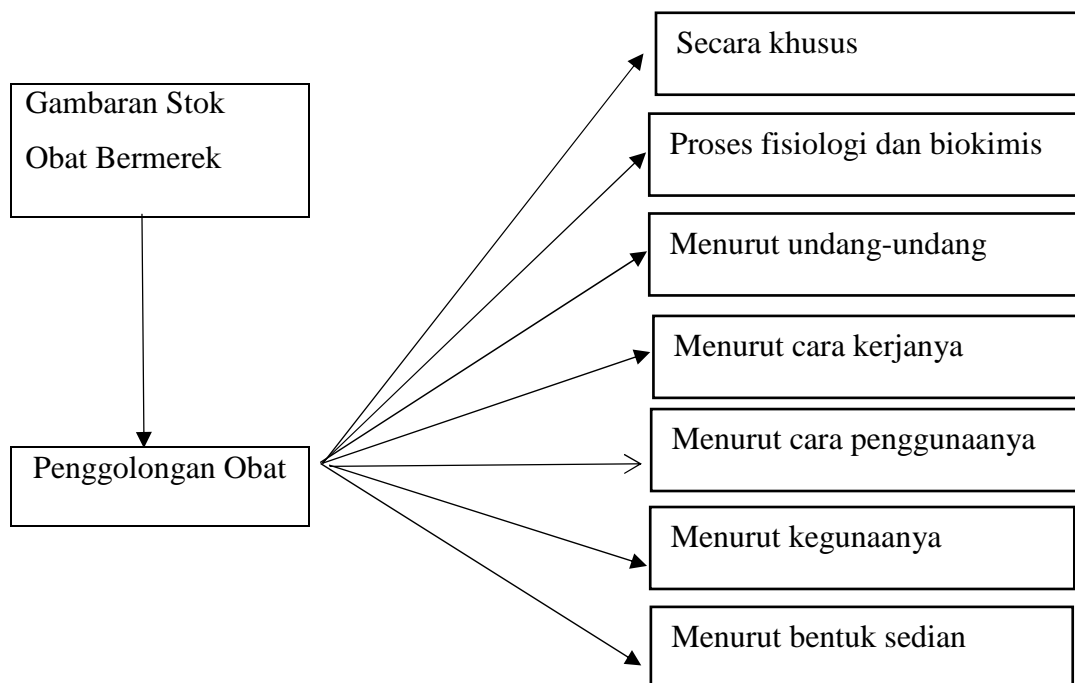 Gambaran Stok
Obat Bermerek
Penggolongan Obat
Secara khusus
Proses fisiologi dan biokimis
Menurut undang-undang
Menurut cara kerjanya
Menurut cara penggunaanya
Menurut kegunaanya
Menurut bentuk sedian